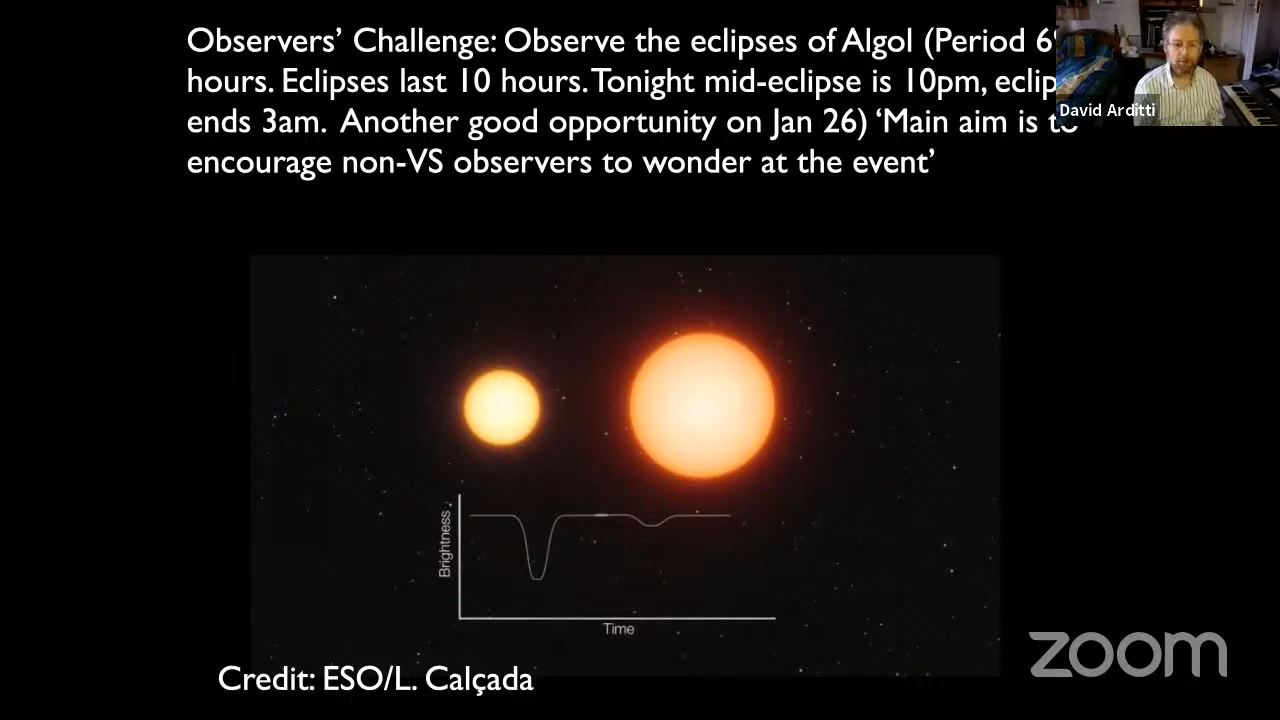 Observers’ Challenge: Observe the eclipses of Algol (Period
hours. Eclipses last 10 hours. Tonight mid-eclipse is 10pm,
ends 3am. Another good opportunity on Jan 26) ‘Main aim is to
encourage non-VS observers to wonder at the event’
David Arditti
Brightness
Time
Credit: ESO/L. Calçada
zoom